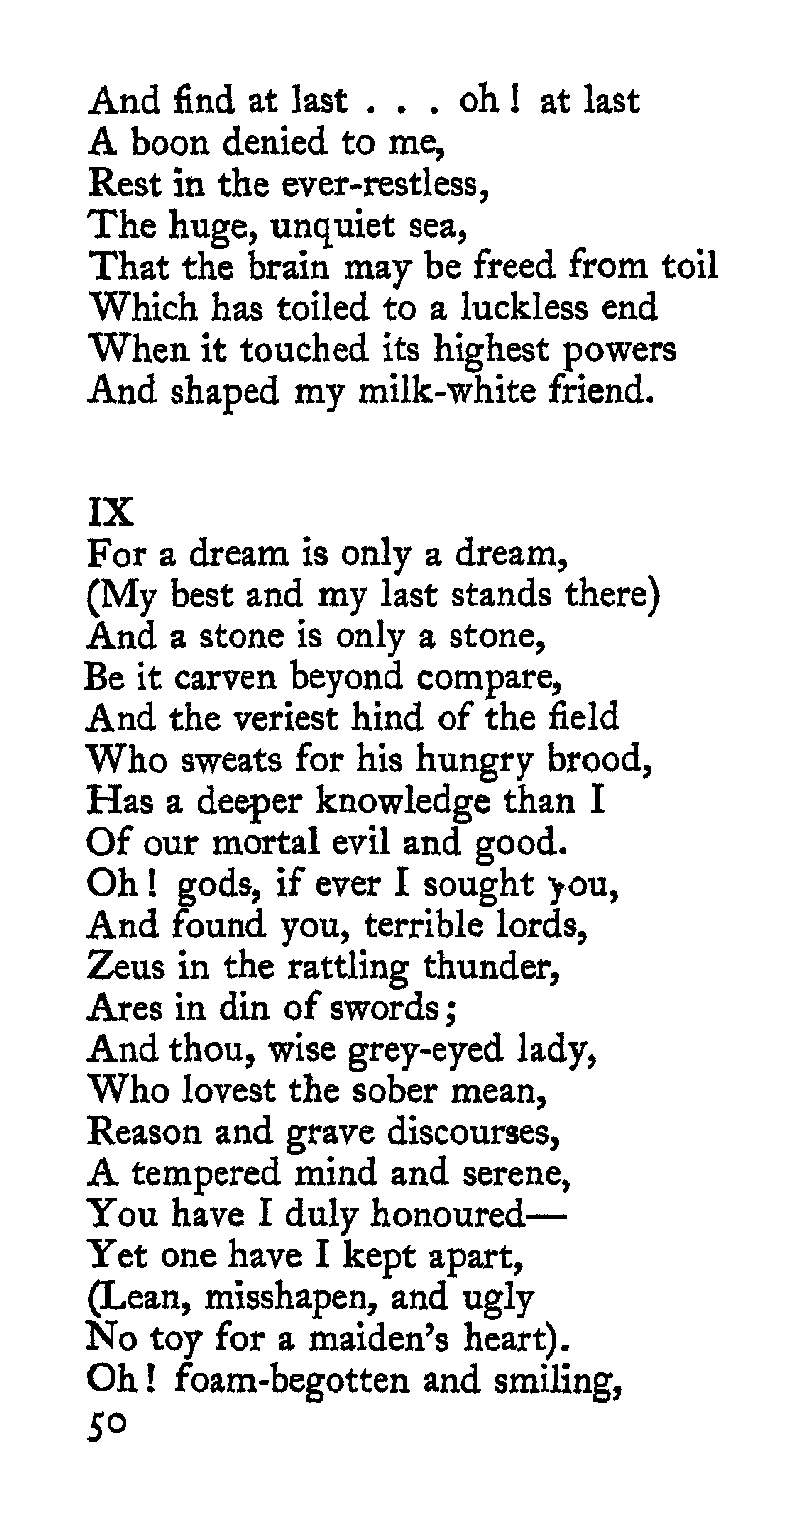 And find at last . . . oh! at last
A boon denied to me,
Rest in the ever-restless,
The huge, unquiet sea,
That the brain may be freed from toil
Which has toiled to a luckless end
When it touched its highest powers
And shaped my milk-white friend.
IX
For a dream is only a dream,
(My best and my last stands there)
And a stone is only a stone,
Be it carven beyond compare,
And the veriest hind of the field
Who sweats for his hungry brood,
Has a deeper knowledge than I
Of our mortal evil and good.
Oh! gods, if ever I sought you,
And found you, terrible lords,
Zeus in the rattling thunder,
Ares in din of swords;
And thou, wise grey-eyed lady,
Who lovest the sober mean,
Reason and grave discourses,
A tempered mind and serene,
You have I duly honoured—
Yet one have I kept apart,
(Lean, misshapen, and ugly
No toy for a maiden's heart).
Oh! foam-begotten and smiling,
50